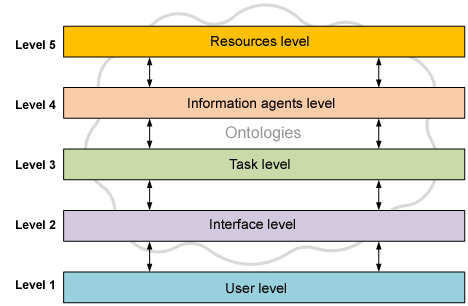 Level 5
Resources level
Level 4
Information agents level
Ontologies
Level 3
Task level
Level 2
Interface level
Level 1
User level